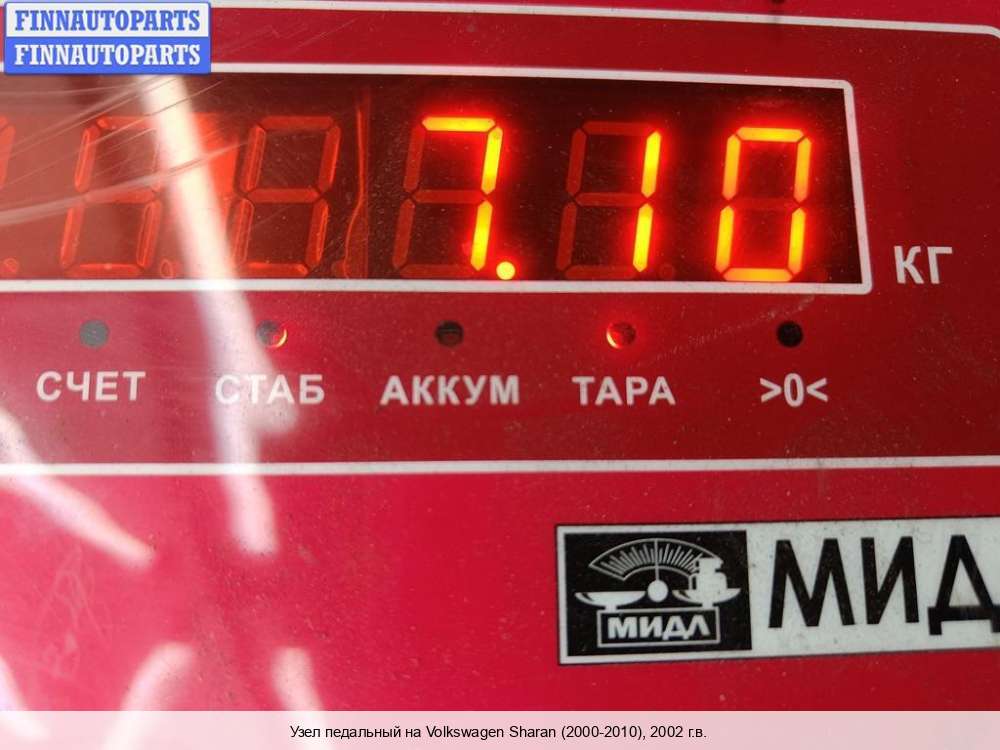 FINNAUTOPARTS
FINNAUTOPARTS
7.10
КГ
СЧЕТ СТАБ АККУМ ТАРА >0<
МИДЛ
МИД
Узел педальный на Volkswagen Sharan (2000-2010), 2002 г.в.